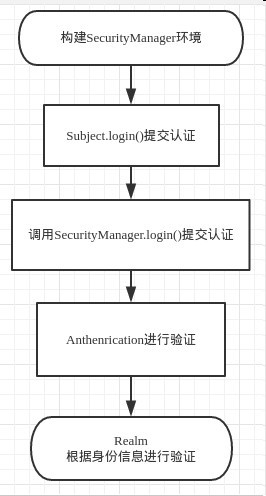 构建SecurityManager环境
Subject.login()提交认证
调用SecurityManager.login()提交认证
Anthenrication进行验证
Realm
根据身份信息进行验证